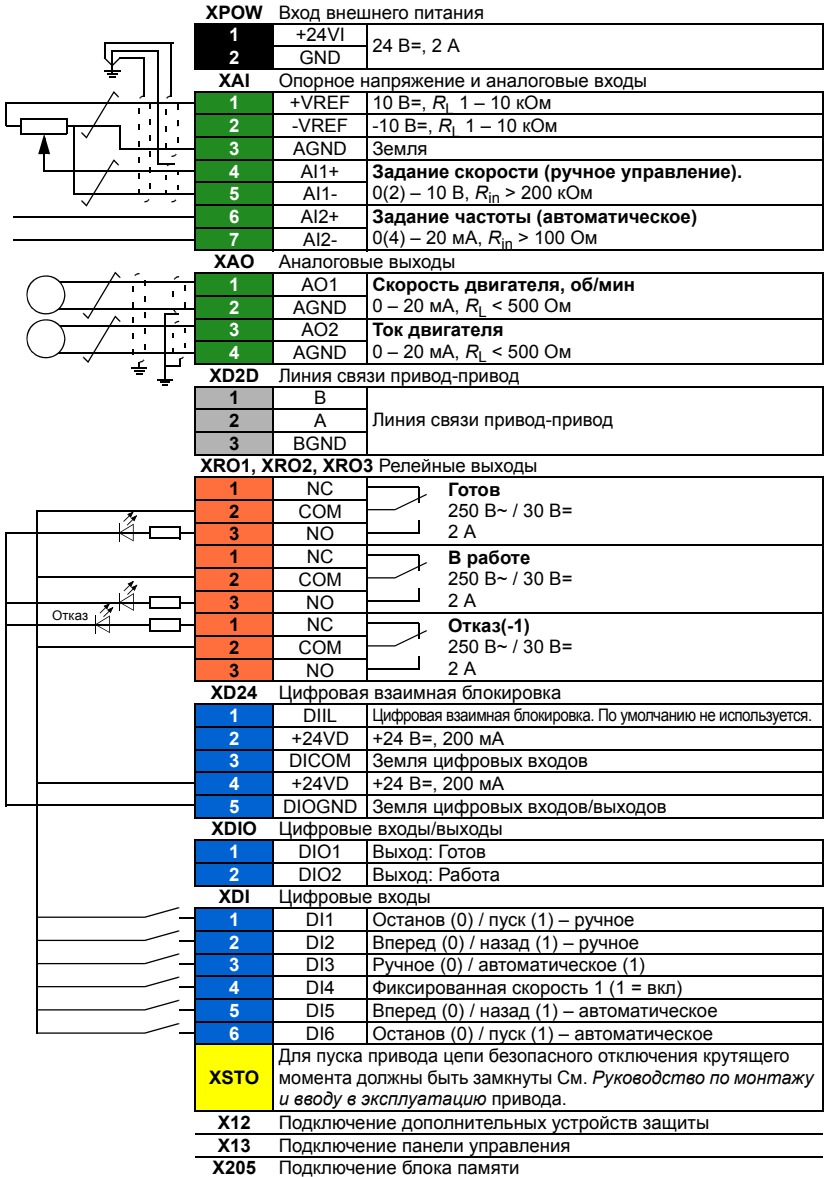 XPOW Вход внешнего питания
1 +24VI 24 В=, 2 А
2 GND
XAI Опорное напряжение и аналоговые входы
1 +VREF 10 В=, RL 1 – 10 кОм
2 -VREF -10 В=, RL 1 – 10 кОм
3 AGND Земля
4 AI1+ Задание скорости (ручное управление).
5 AI1- 0(2) – 10 В, Rin > 200 кОм
6 AI2+ Задание частоты (автоматическое)
7 AI2- 0(4) – 20 мА, Rin > 100 Ом
XAO Аналоговые выходы
1 AO1 Скорость двигателя, об/мин
2 AGND 0 – 20 мА, RL < 500 Ом
3 AO2 Ток двигателя
4 AGND 0 – 20 мА, RL < 500 Ом
XD2D Линия связи привод-привод
1 B
2 A Линия связи привод-привод
3 BGND
XRO1, XRO2, XRO3 Релейные выходы
1 NC Готов
2 COM 250 В~ / 30 В=
3 NO 2 А
1 NC В работе
2 COM 250 В~ / 30 В=
3 NO 2 А
Отказ
1 NC Отказ(-1)
2 COM 250 В~ / 30 В=
3 NO 2 А
XD24 Цифровая взаимная блокировка
1 DIIL Цифровая взаимная блокировка. По умолчанию не используется.
2 +24VD +24 В=, 200 мА
3 DICOM Земля цифровых входов
4 +24VD +24 В=, 200 мА
5 DIOGND Земля цифровых входов/выходов
XDIO Цифровые входы/выходы
1 DIO1 Выход: Готов
2 DIO2 Выход: Работа
XDI Цифровые входы
1 DI1 Останов (0) / пуск (1) – ручное
2 DI2 Вперед (0) / назад (1) – ручное
3 DI3 Ручное (0) / автоматическое (1)
4 DI4 Фиксированная скорость 1 (1 = вкл)
5 DI5 Вперед (0) / назад (1) – автоматическое
6 DI6 Останов (0) / пуск (1) – автоматическое
XSTO Для пуска привода цепи безопасного отключения крутящего
момента должны быть замкнуты См. Руководство по монтажу
и вводу в эксплуатацию привода.
X12 Подключение дополнительных устройств защиты
X13 Подключение панели управления
X205 Подключение блока памяти